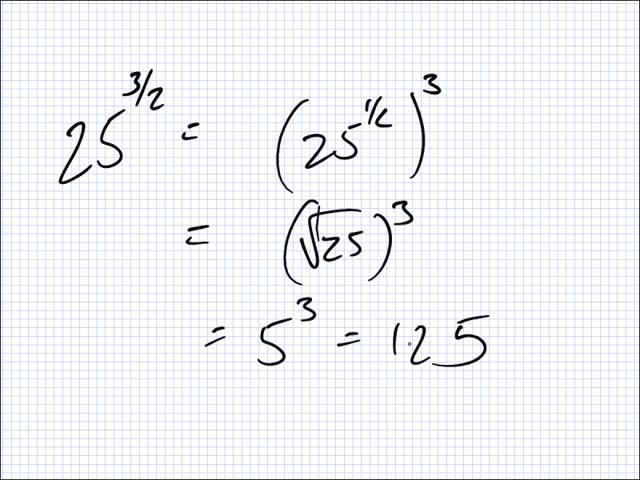 25^{3/2} = (25^{1/2})^3
= (√25)^3
= 5^3 = 125